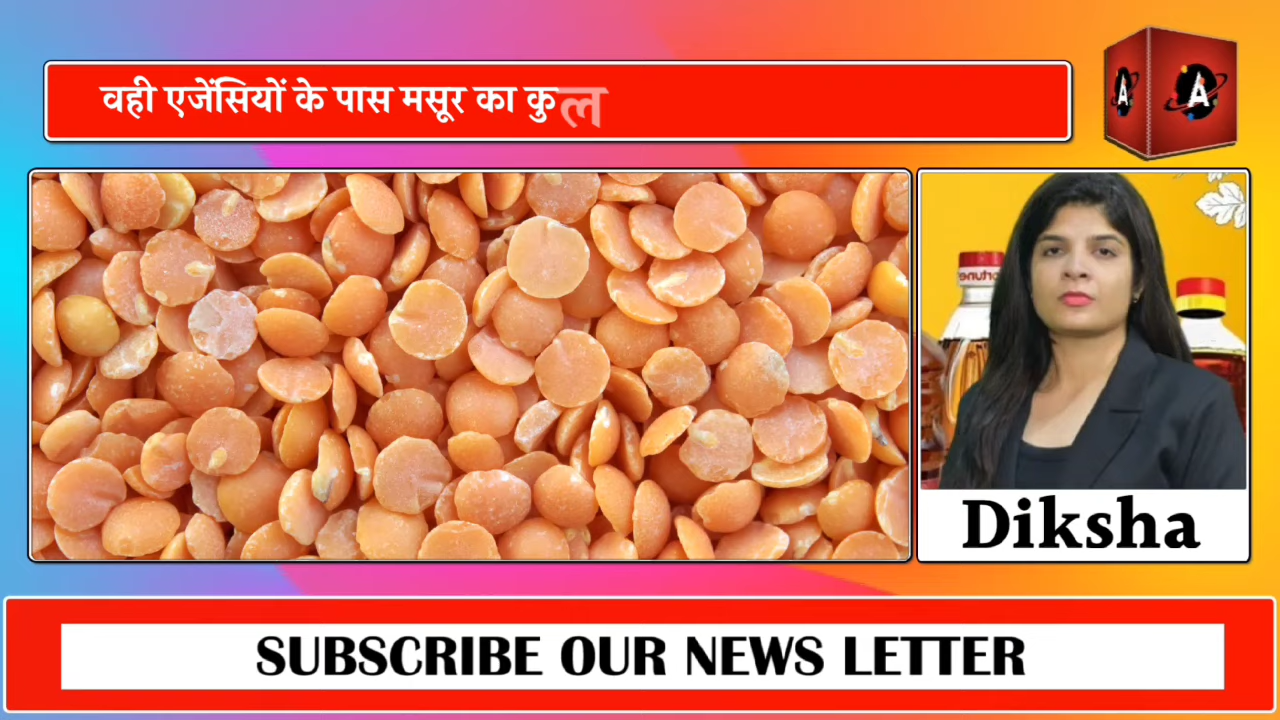 वही एजेंसियों के पास मसूर का कुल
A
A
Diksha
SUBSCRIBE OUR NEWS LETTER